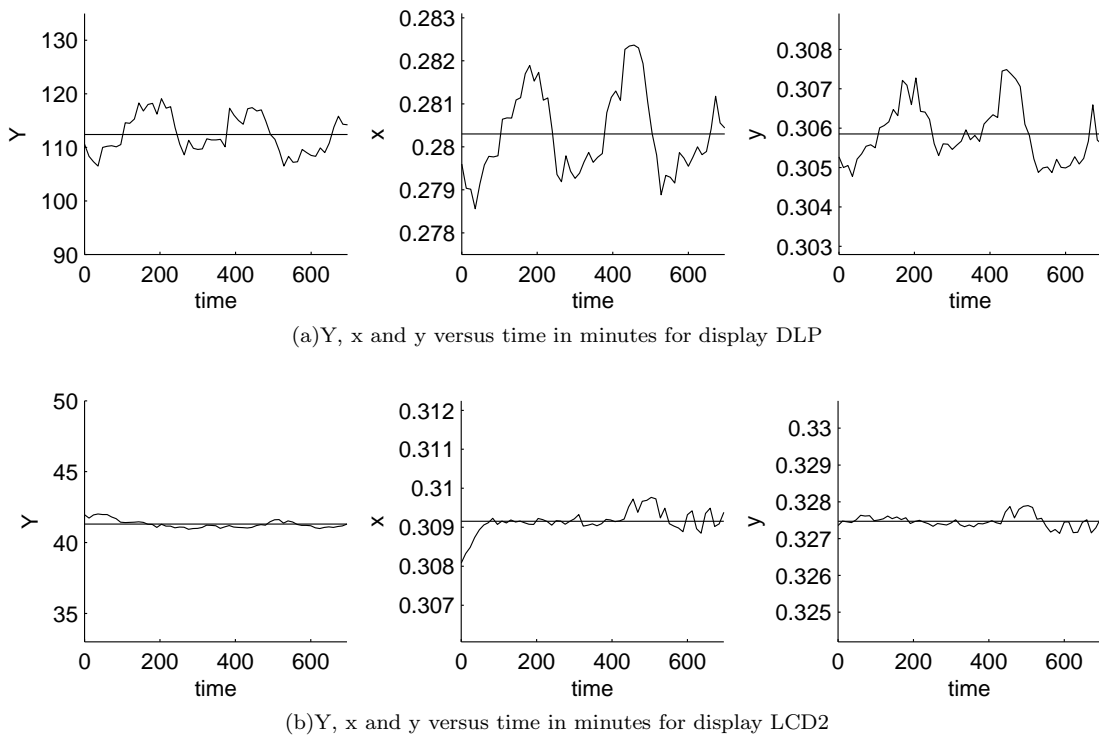 Y
130
120
110
100
90
0 200 400 600
time
x
0.283
0.282
0.281
0.28
0.279
0.278
0 200 400 600
time
y
0.308
0.307
0.306
0.305
0.304
0.303
0 200 400 600
time
(a)Y, x and y versus time in minutes for display DLP
Y
50
45
40
35
0 200 400 600
time
x
0.312
0.311
0.31
0.309
0.308
0.307
0 200 400 600
time
y
0.33
0.329
0.328
0.327
0.326
0.325
0 200 400 600
time
(b)Y, x and y versus time in minutes for display LCD2